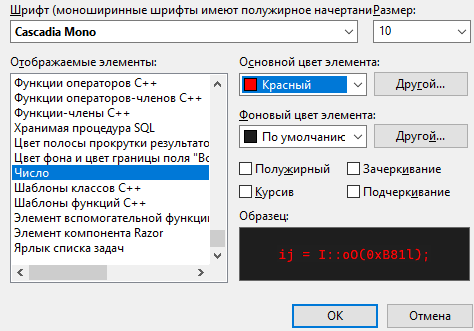 Шрифт (моноширинные шрифты имеют полужирное начертани
Размер:
Cascadia Mono
10
Отображаемые элементы:
Основной цвет элемента:
Функции операторов C++
Функции операторов-членов C++
Функции-члены C++
Хранимая процедура SQL
Цвет полосы прокрутки результато
Цвет фона и цвет границы поля "Вс
Число
Шаблоны классов C++
Шаблоны функций C++
Элемент вспомогательной функци
Элемент компонента Razor
Ярлык списка задач
Красный
Другой...
Фоновый цвет элемента:
По умолчанию
Другой...
Полужирный
Зачеркивание
Курсив
Подчеркивание
Образец:
ij = I::oO(0xB81l);
ОК
Отмена